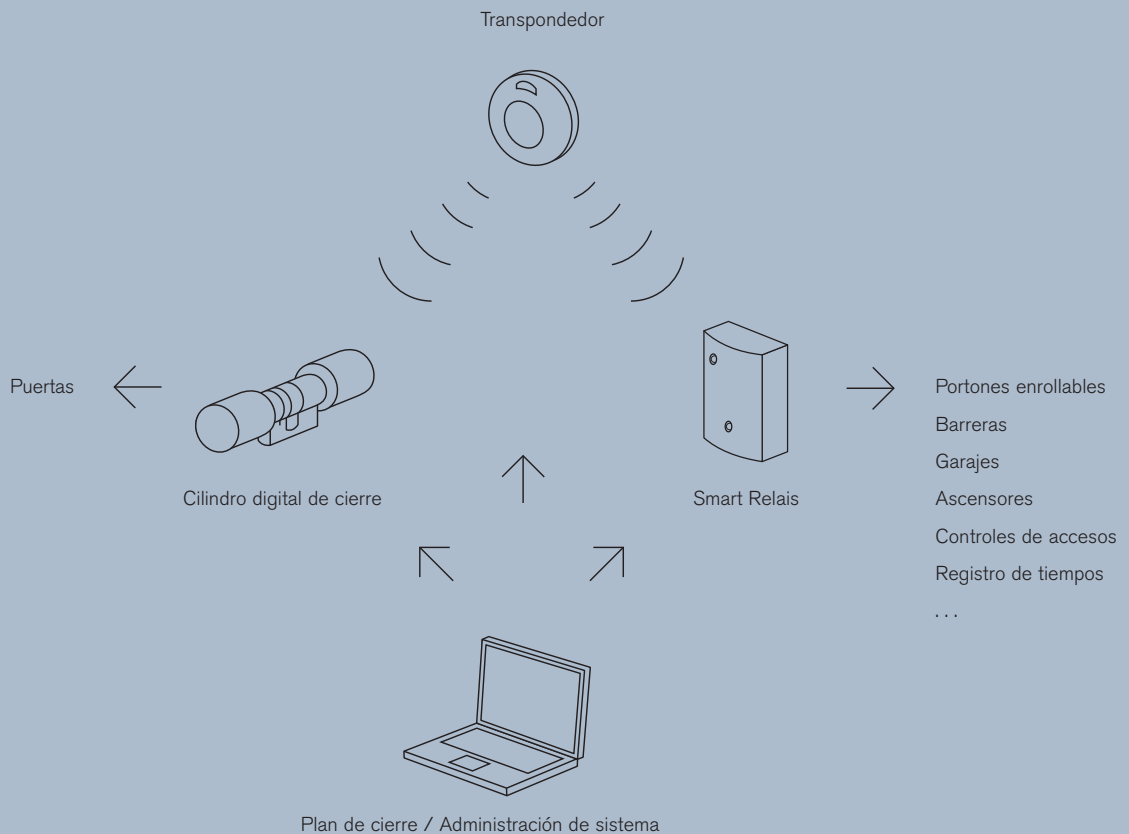 Transpondedor
Puertas
Cilindro digital de cierre
Smart Relais
Portones enrollables
Barreras
Garajes
Ascensores
Controles de accesos
Registro de tiempos
...
Plan de cierre / Administración de sistema